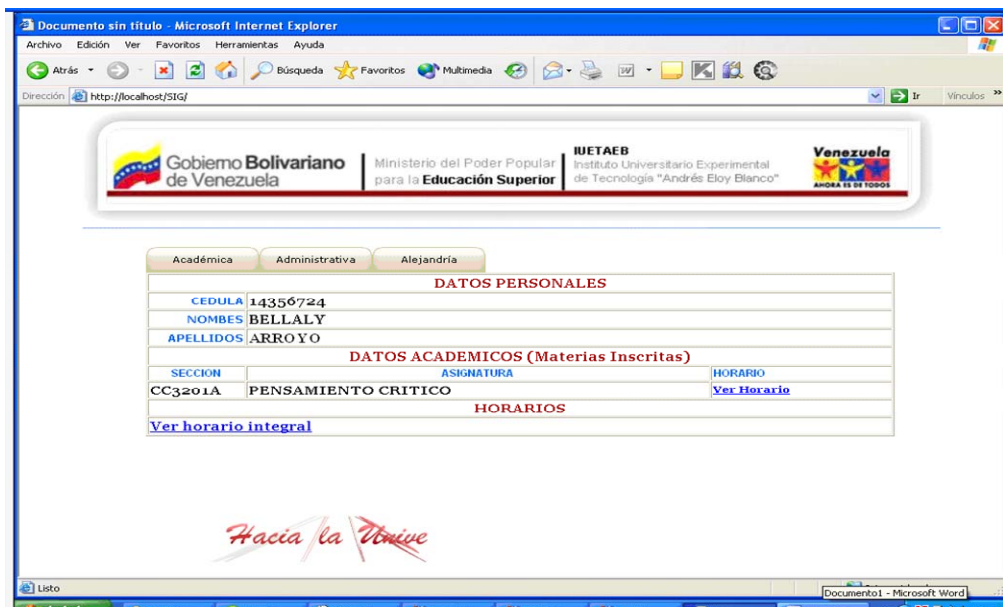 Documento sin título - Microsoft Internet Explorer
Archivo Edición Ver Favoritos Herramientas Ayuda
Atrás Búsqueda Favoritos Multimedia
Dirección http://localhost/SIG/ Ir Vínculos »
Gobierno Bolivariano
de Venezuela
Ministerio del Poder Popular
para la Educación Superior
IUETAEB
Instituto Universitario Experimental
de Tecnología "Andrés Eloy Blanco"
Venezuela
AHORA ES DE TODOS
Académica Administrativa Alejandría
DATOS PERSONALES
CEDULA 14356724
NOMBES BELLALY
APELLIDOS ARROYO
DATOS ACADEMICOS (Materias Inscritas)
SECCION ASIGNATURA HORARIO
CC3201A PENSAMIENTO CRITICO Ver Horario
HORARIOS
Ver horario integral
Hacia la Unive
Listo
Documento1 - Microsoft Word